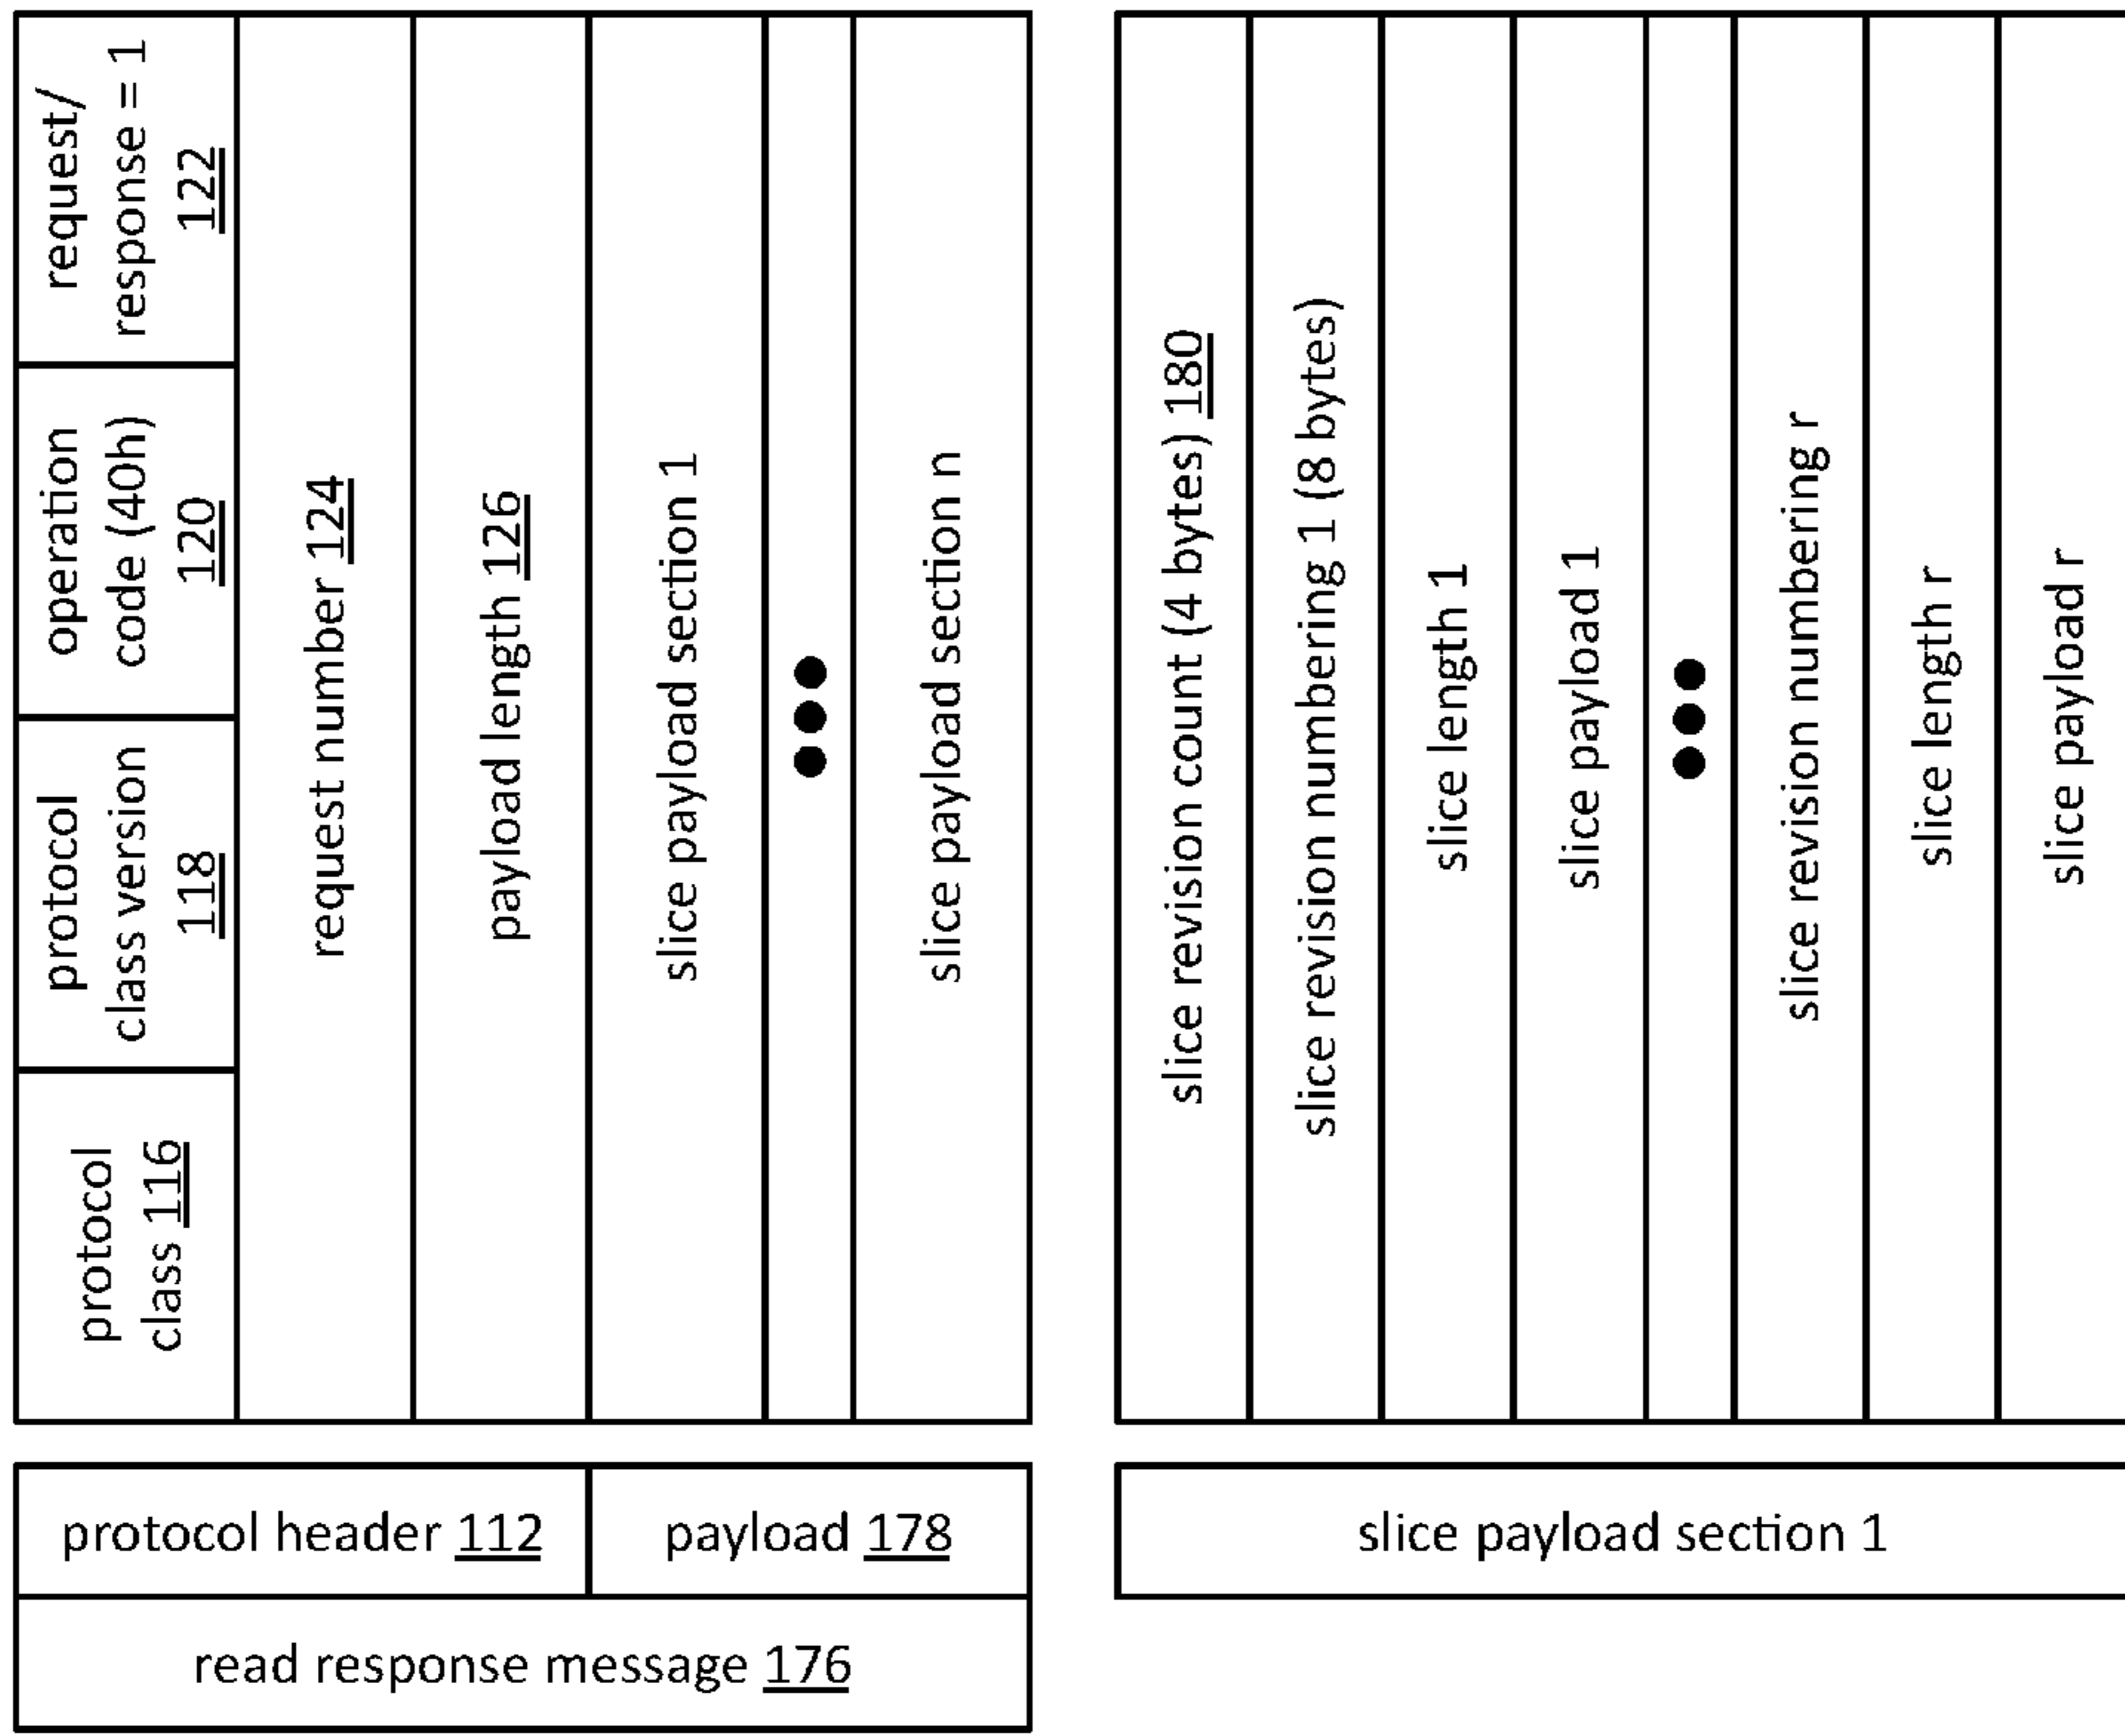 protocol
class 116
protocol
class version
118
operation
code (40h)
120
request/
response = 1
122
request number 124
payload length 126
slice payload section 1
slice payload section n
protocol header 112
payload 178
read response message 176
slice revision count (4 bytes) 180
slice revision numbering 1 (8 bytes)
slice length 1
slice payload 1
slice revision numbering r
slice length r
slice payload r
slice payload section 1